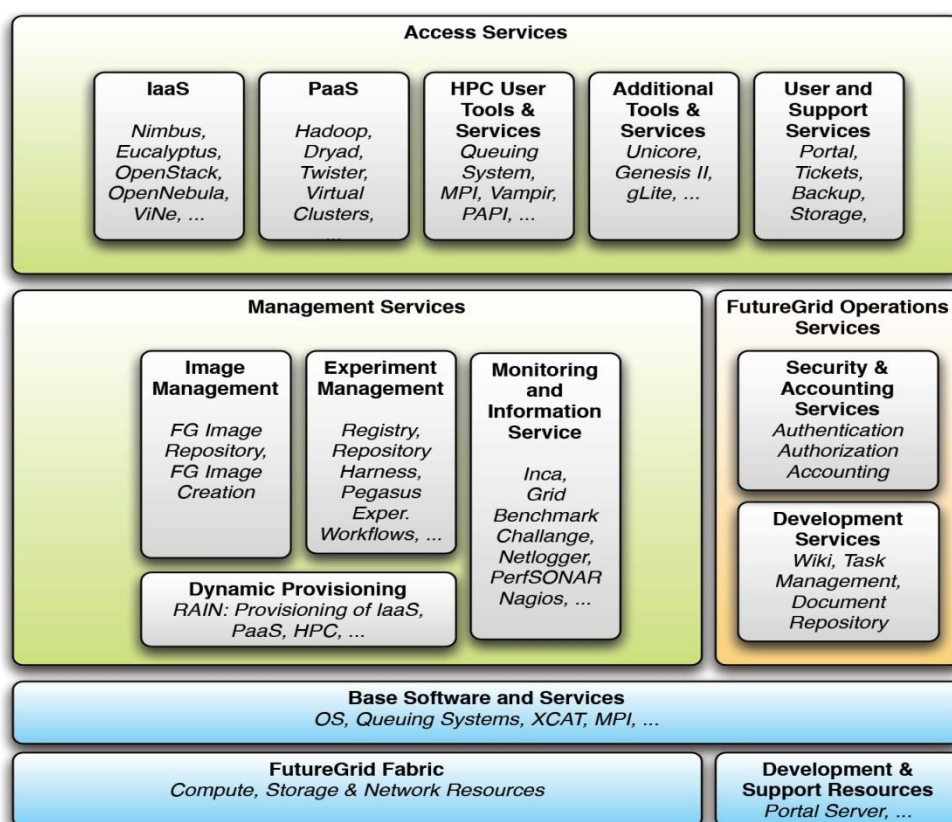 Access Services
IaaS
Nimbus,
Eucalyptus,
OpenStack,
OpenNebula,
ViNe, ...
PaaS
Hadoop,
Dryad,
Twister,
Virtual
Clusters,
...
HPC User
Tools &
Services
Queuing
System,
MPI, Vampir,
PAPI, ...
Additional
Tools &
Services
Unicore,
Genesis II,
gLite, ...
User and
Support
Services
Portal,
Tickets,
Backup,
Storage,
Management Services
Image
Management
FG Image
Repository,
FG Image
Creation
Experiment
Management
Registry,
Repository
Harness,
Pegasus
Exper.
Workflows, ...
Monitoring
and
Information
Service
Inca,
Grid
Benchmark
Challange,
Netlogger,
PerfSONAR
Nagios, ...
Dynamic Provisioning
RAIN: Provisioning of IaaS,
PaaS, HPC, ...
FutureGrid Operations
Services
Security &
Accounting
Services
Authentication
Authorization
Accounting
Development
Services
Wiki, Task
Management,
Document
Repository
Base Software and Services
OS, Queuing Systems, XCAT, MPI, ...
FutureGrid Fabric
Compute, Storage & Network Resources
Development &
Support Resources
Portal Server, ...